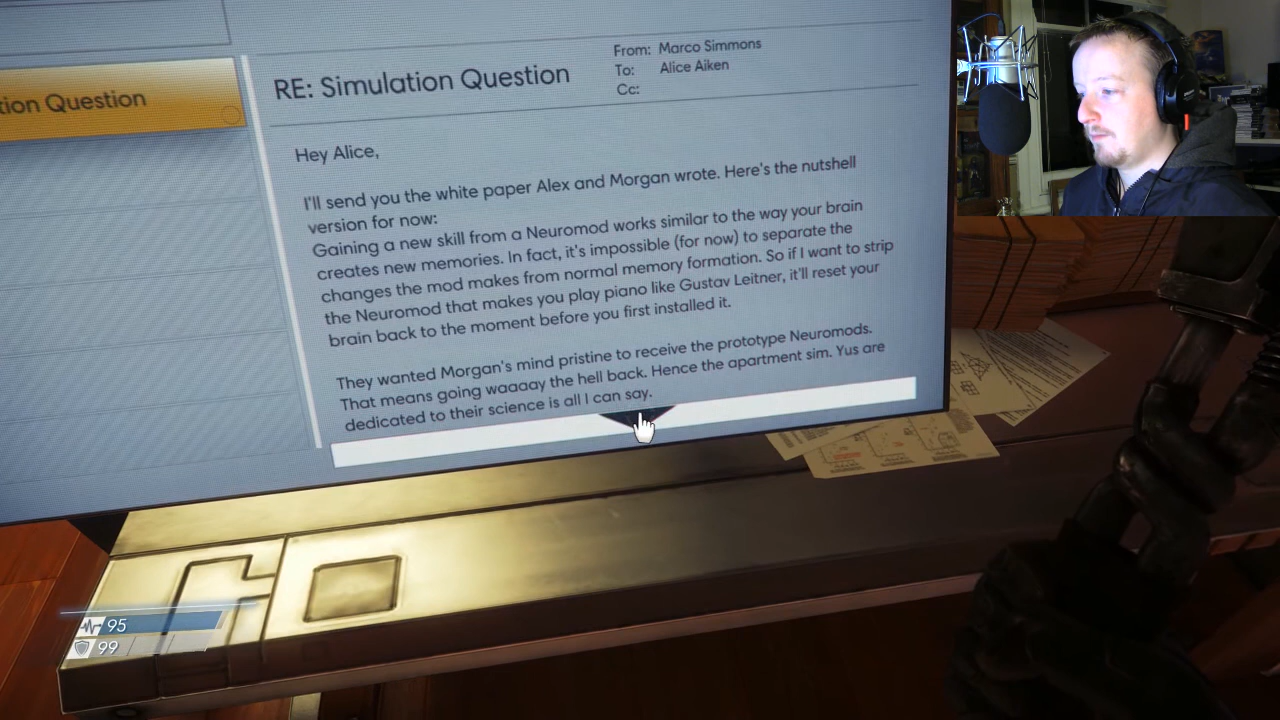 tion Question
RE: Simulation Question
From: Marco Simmons
To: Alice Aiken
Cc:
Hey Alice,
I'll send you the white paper Alex and Morgan wrote. Here's the nutshell
version for now:
Gaining a new skill from a Neuromod works similar to the way your brain
creates new memories. In fact, it's impossible (for now) to separate the
changes the mod makes from normal memory formation. So if I want to strip
the Neuromod that makes you play piano like Gustav Leitner, it'll reset your
brain back to the moment before you first installed it.
They wanted Morgan's mind pristine to receive the prototype Neuromods.
That means going waaaay the hell back. Hence the apartment sim. Yus are
dedicated to their science is all I can say.
95
99